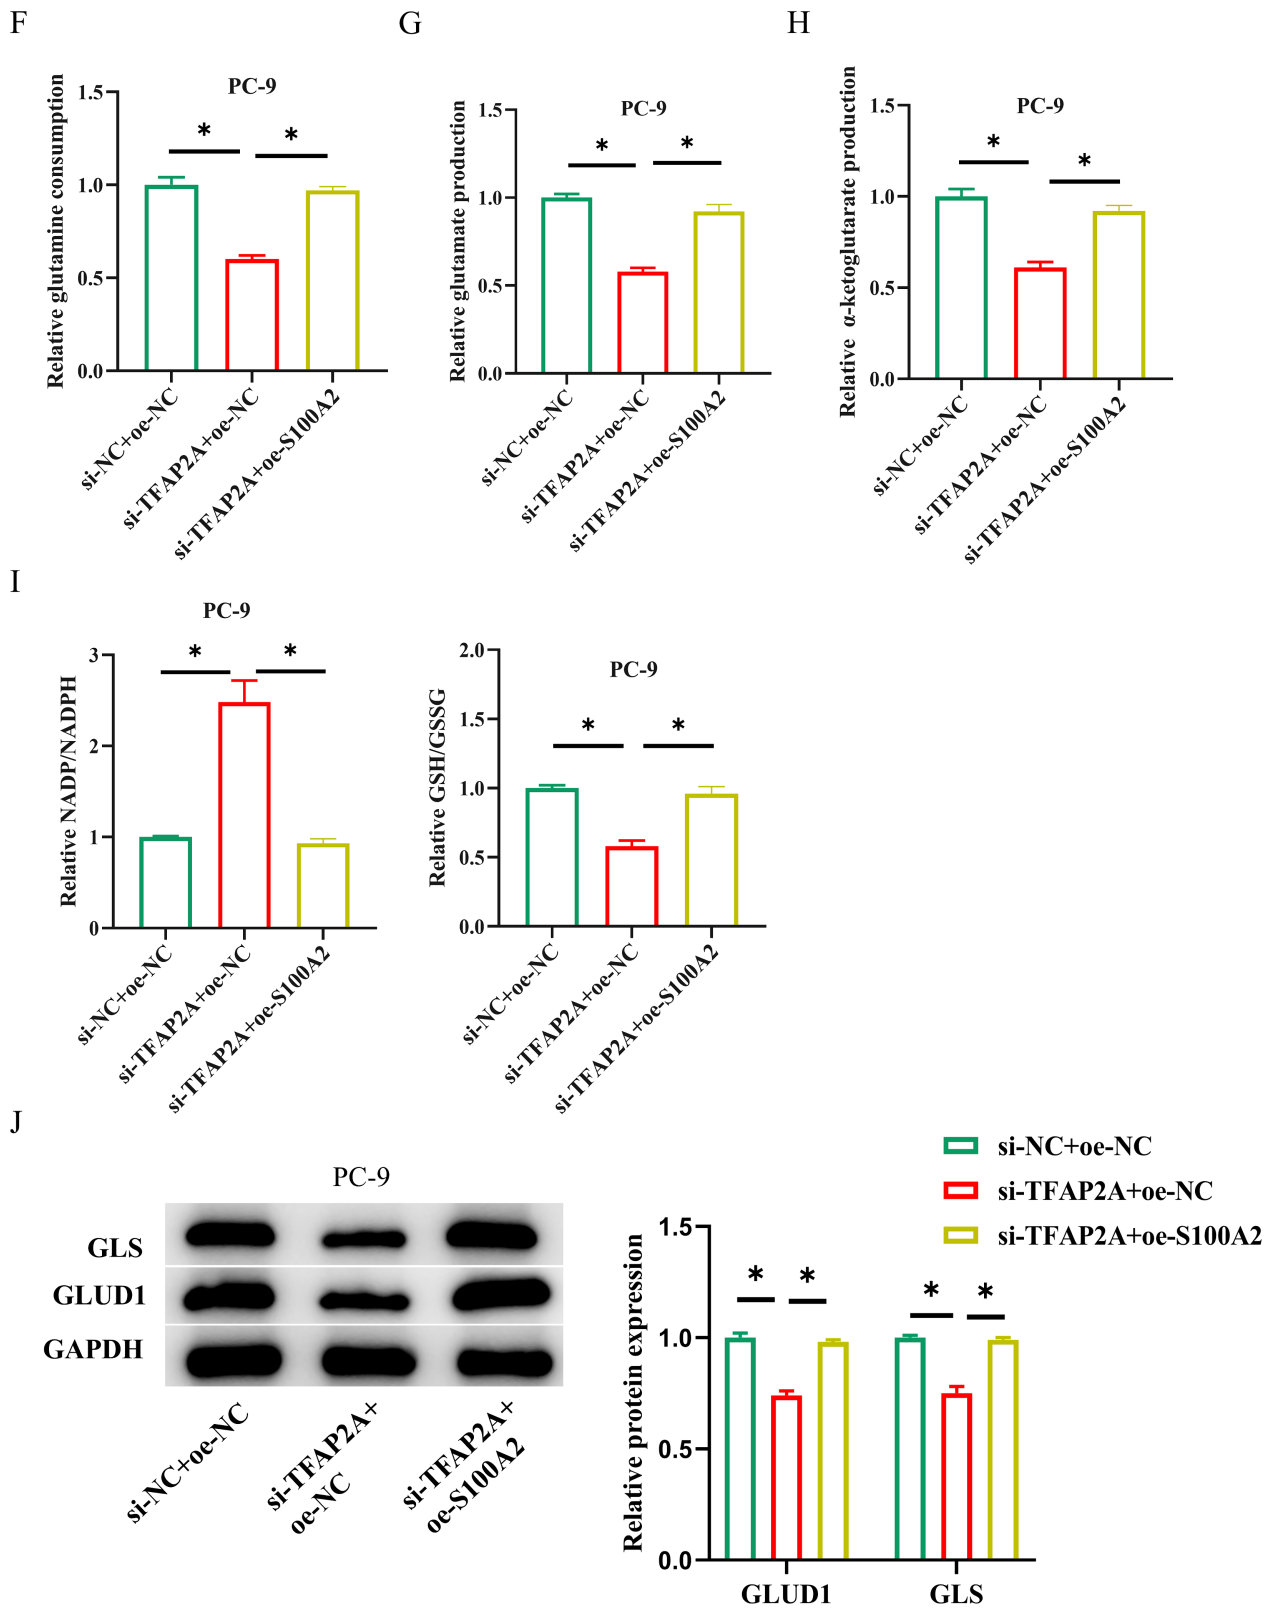 F
G
H
PC-9
Relative glutamine consumption
1.5
1.0
0.5
0.0
*
*
si-NC+oe-NC
si-TFAP2A+oe-NC
si-TFAP2A+oe-S100A2
PC-9
Relative glutamate production
1.5
1.0
0.5
0.0
*
*
si-NC+oe-NC
si-TFAP2A+oe-NC
si-TFAP2A+oe-S100A2
PC-9
Relative α-ketoglutarate production
1.5
1.0
0.5
0.0
*
*
si-NC+oe-NC
si-TFAP2A+oe-NC
si-TFAP2A+oe-S100A2
I
PC-9
Relative NADP/NADPH
3
2
1
0
*
*
si-NC+oe-NC
si-TFAP2A+oe-NC
si-TFAP2A+oe-S100A2
PC-9
Relative GSH/GSSG
2.0
1.5
1.0
0.5
0.0
*
*
si-NC+oe-NC
si-TFAP2A+oe-NC
si-TFAP2A+oe-S100A2
J
PC-9
GLS
GLUD1
GAPDH
si-NC+oe-NC
si-TFAP2A+
oe-NC
si-TFAP2A+
oe-S100A2
si-NC+oe-NC
si-TFAP2A+oe-NC
si-TFAP2A+oe-S100A2
Relative protein expression
1.5
1.0
0.5
0.0
*
*
*
*
GLUD1
GLS